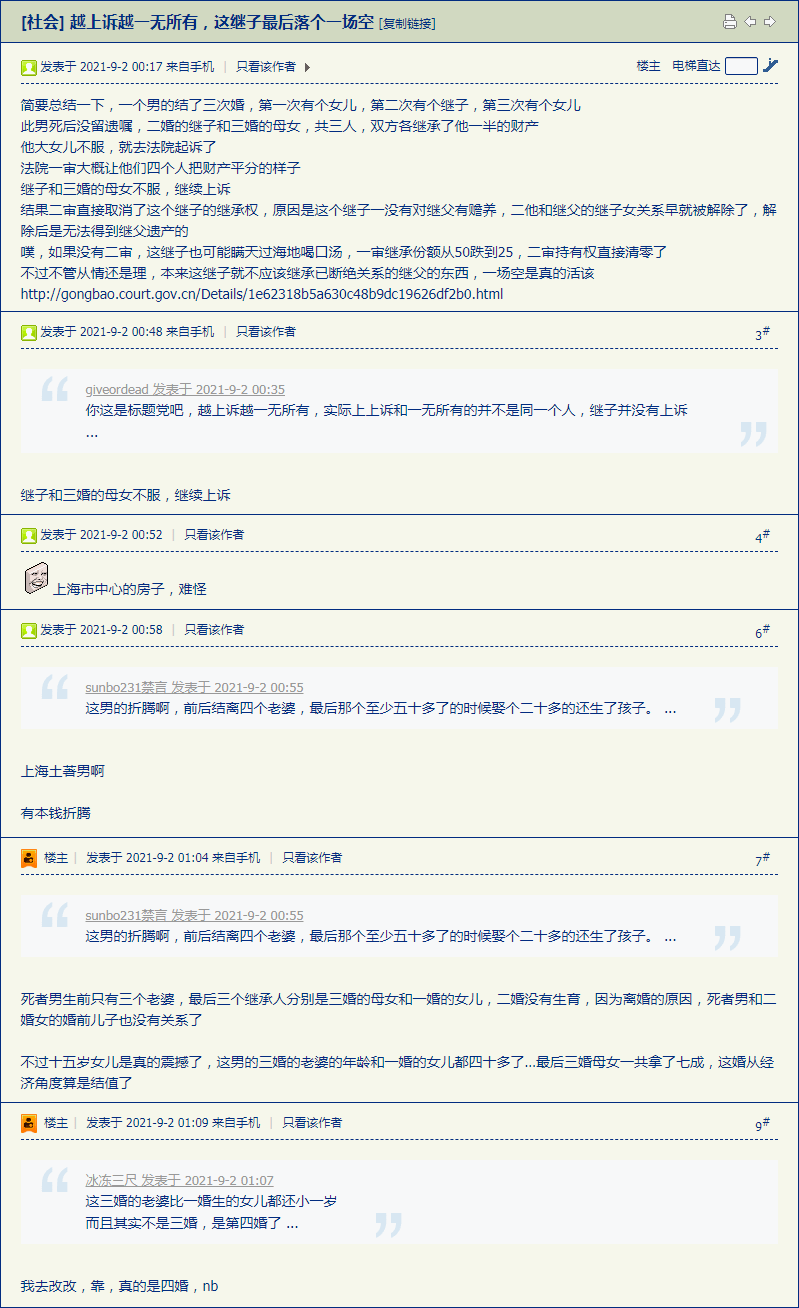 [社会] 越上诉越一无所有，这继子最后落个一场空 [复制链接]
发表于 2021-9-2 00:17 来自手机 | 只看该作者 楼主 电梯直达
简要总结一下，一个男的结了三次婚，第一次有个女儿，第二次有个继子，第三次有个女儿
此男死后没留遗嘱，二婚的继子和三婚的母女，共三人，双方各继承了他一半的财产
他大女儿不服，就去法院起诉了
法院一审大概让他们四个人把财产平分的样子
继子和三婚的母女不服，继续上诉
结果二审直接取消了这个继子的继承权，原因是这个继子一没有对继父有赡养，二他和继父的继子女关系早就被解除了，解
除后是无法得到继父遗产的
噗，如果没有二审，这继子也可能瞒天过海地喝口汤，一审继承份额从50跌到25，二审持有权直接清零了
不过不管从情还是理，本来这继子就不应该继承已断绝关系的继父的东西，一场空是真的活该
http://gongbao.court.gov.cn/Details/1e62318b5a630c48b9dc19626df2b0.html
发表于 2021-9-2 00:48 来自手机 | 只看该作者 3#
giveordead 发表于 2021-9-2 00:35
你这是标题党吧，越上诉越一无所有，实际上上诉和一无所有的并不是同一个人，继子并没有上诉
...
继子和三婚的母女不服，继续上诉
发表于 2021-9-2 00:52 | 只看该作者 4#
上海市中心的房子，难怪
发表于 2021-9-2 00:58 | 只看该作者 6#
sunbo231禁言 发表于 2021-9-2 00:55
这男的折腾啊，前后结离四个老婆，最后那个至少五十多了的时候娶个二十多的还生了孩子。 ...
上海土著男啊
有本钱折腾
楼主 | 发表于 2021-9-2 01:04 来自手机 | 只看该作者 7#
sunbo231禁言 发表于 2021-9-2 00:55
这男的折腾啊，前后结离四个老婆，最后那个至少五十多了的时候娶个二十多的还生了孩子。 ...
死者男生前只有三个老婆，最后三个继承人分别是三婚的母女和一婚的女儿，二婚没有生育，因为离婚的原因，死者男和二
婚女的婚前儿子也没有关系了
不过十五岁女儿是真的震撼了，这男的三婚的老婆的年龄和一婚的女儿都四十多了...最后三婚母女一共拿了七成，这婚从经
济角度算是结值了
楼主 | 发表于 2021-9-2 01:09 来自手机 | 只看该作者 9#
冰冻三尺 发表于 2021-9-2 01:07
这三婚的老婆比一婚生的女儿都还小一岁
而且其实不是三婚，是第四婚了 ...
我去改改，靠，真的是四婚，nb